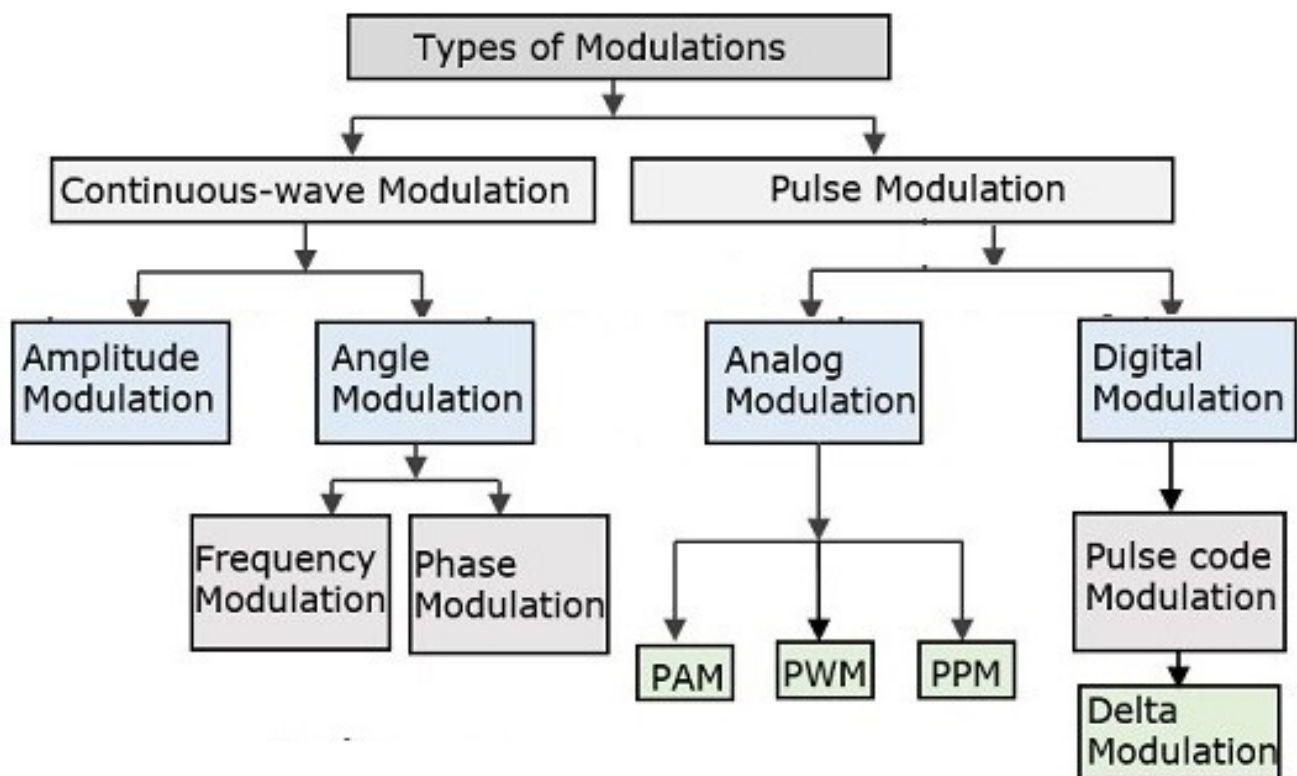 Types of Modulations
Continuous-wave Modulation
Pulse Modulation
Amplitude
Modulation
Angle
Modulation
Analog
Modulation
Digital
Modulation
Frequency
Modulation
Phase
Modulation
Pulse code
Modulation
PAM
PWM
PPM
Delta
Modulation